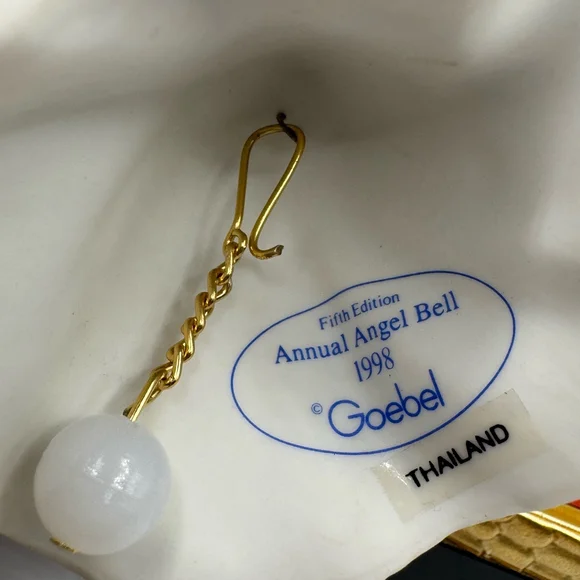 Fifth Edition
Annual Angel Bell
1998
© Goebel
THAILAND